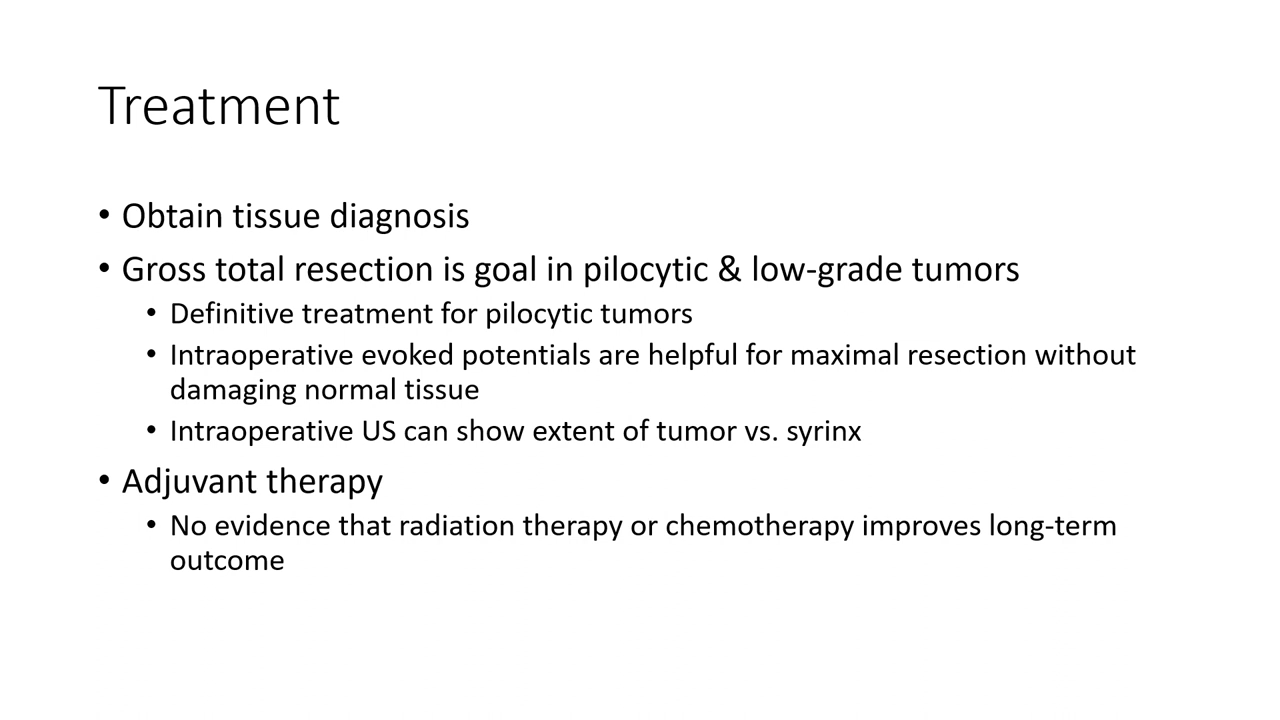 Treatment
• Obtain tissue diagnosis
• Gross total resection is goal in pilocytic & low-grade tumors
• Definitive treatment for pilocytic tumors
• Intraoperative evoked potentials are helpful for maximal resection without
damaging normal tissue
• Intraoperative US can show extent of tumor vs. syrinx
• Adjuvant therapy
• No evidence that radiation therapy or chemotherapy improves long-term
outcome